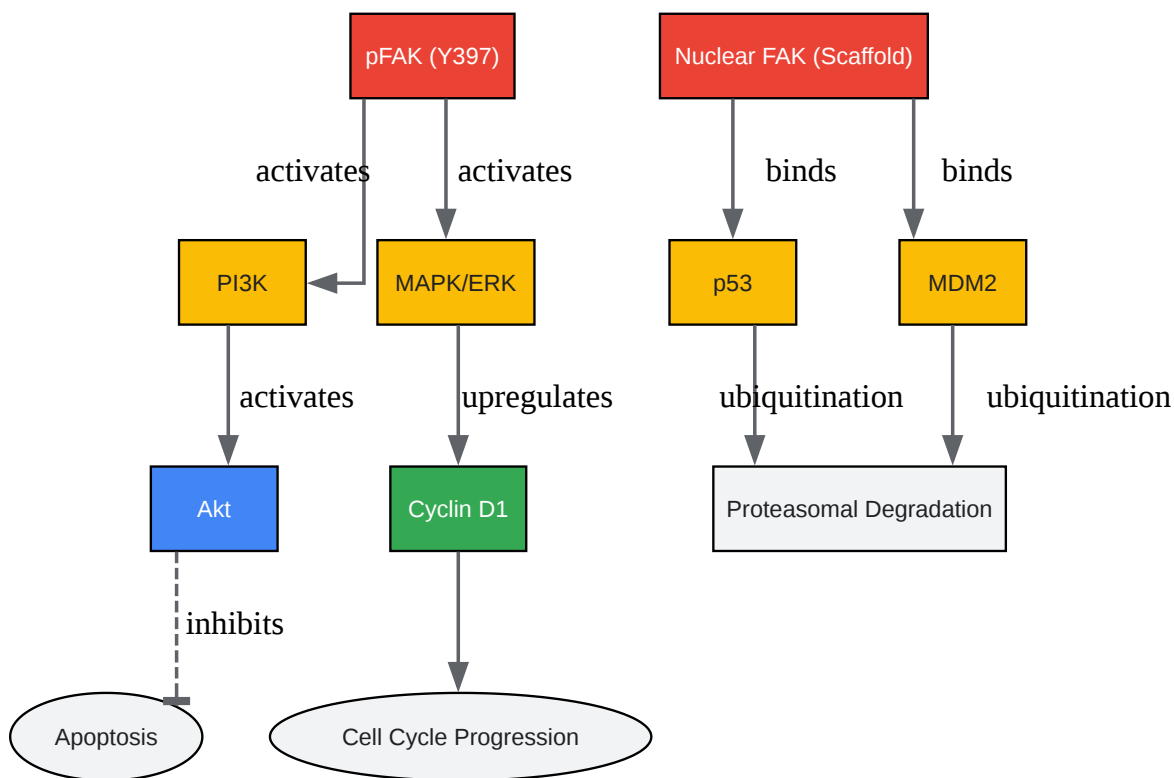 pFAK (Y397)
Nuclear FAK (Scaffold)
activates
activates
binds
binds
PI3K
MAPK/ERK
p53
MDM2
activates
upregulates
ubiquitination
ubiquitination
Akt
Cyclin D1
Proteasomal Degradation
inhibits
Apoptosis
Cell Cycle Progression